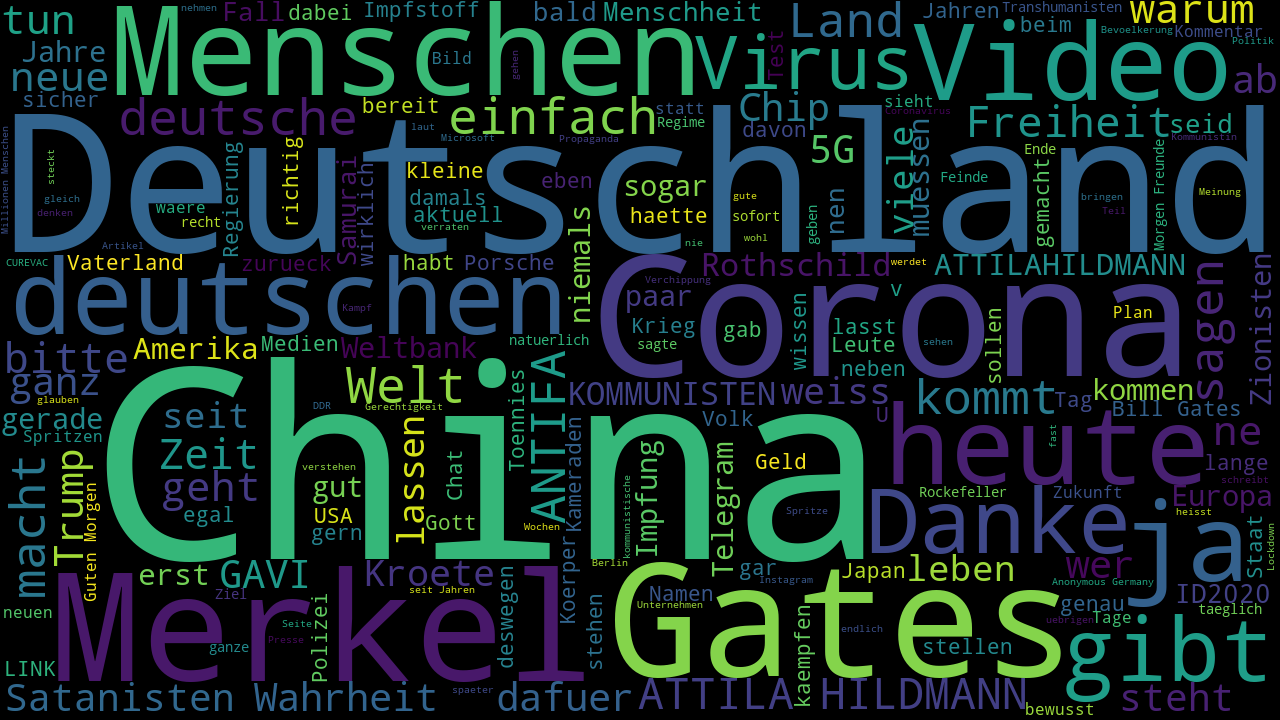 tun
Menschen
nehmen
Fall
dabei
Impfstoff
bald
Menschheit
Land
Jahren
Transhumanisten
warum
Jahre
neue
Bild
gehen
Virus
Test
Video
beim
Bevoelkerung
Kommentar
Politik
ab
sicher
deutsche
bereit
einfach
statt
Regime
Chip
davon
sieht
Coronavirus
Freiheit
seid
Kommunistin
Millionen Menschen
steckt
Deutschland
laut
Microsoft
Propaganda
5G
viele
muessen
Ende
Feinde
gemacht
Morgen Freunde
Meinung
bringen
Teil
gleich
denken
waere
recht
Regierung
richtig
Samurai
wirklich
kleine
damals
aktuell
verraten
eben
sogar
haette
gute
sofort
wohl
nie
geben
nen
Artikel
niemals
CUREVAC
Vaterland
zurueck
habt
Porsche
Rothschild
werdet
ATTILAHILDMANN
Verchippung
deutschen
Kampf
Corona
paar
Krieg
sagte
gab
wissen
v
lasst
Leute
neben
sehen
sollen
Plan
sagen
Zionisten
bitte
Amerika
Medien
Weltbank
natuerlich
ganz
glauben
China
Welt
DDR
Gerechtigkeit
Toennies
ANTIFA
KOMMUNISTEN
weiss
kommt
Tag
kommen
Bill Gates
gerade
Spritzen
seit
Zeit
geht
egal
verstehen
gut
USA
gern
lassen
Chat
Gott
Kameraden
Volk
U
Geld
heute
fast
ne
lange
schreibt
macht
Trump
Guten Morgen
Wochen
kommunistische
Impfung
Telegram
Spritze
Danke
Rockefeller
Zukunft
Europa
heisst
ja
Staat
Lockdown
erst
GAVI
Merkel
Kroete
seit Jahren
Koerper
Berlin
Gates
gar
Instagram
Japan
leben
wer
Anonymous Germany
ID2020
neuen
Ziel
Seite
Presse
ganze
Polizei
deswegen
stehen
Namen
Unternehmen
kaempfen
endlich
stellen
genau
Tage
uebrigen
taeglich
gibt
LINK
Satanisten
Wahrheit
spaeter
dafuer
ATTILA HILDMANN
bewusst
steht